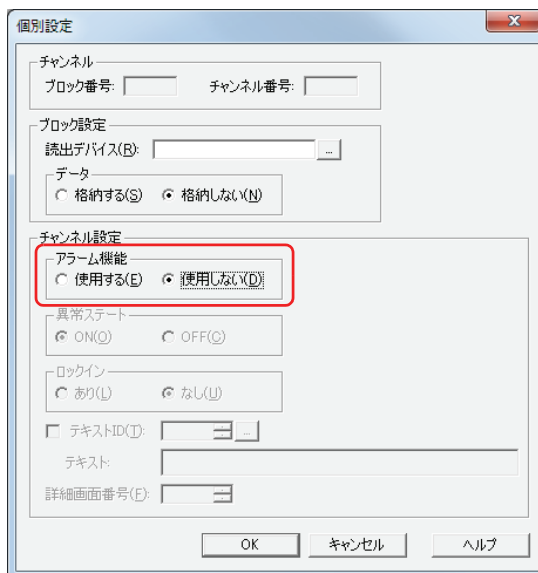 個別設定
チャンネル
ブロック番号: チャンネル番号:
ブロック設定
読出デバイス(R): ...
データ
格納する(S) 格納しない(N)
チャンネル設定
アラーム機能
使用する(E) 使用しない(D)
異常ステート
ON(O) OFF(C)
ロックイン
あり(L) なし(U)
テキストID(T): ...
テキスト:
詳細画面番号(F):
OK キャンセル ヘルプ